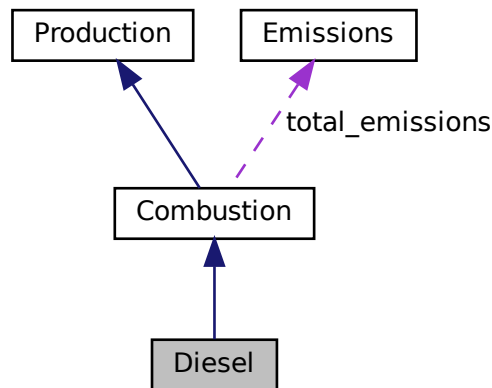 Production
Emissions
total_emissions
Combustion
Diesel